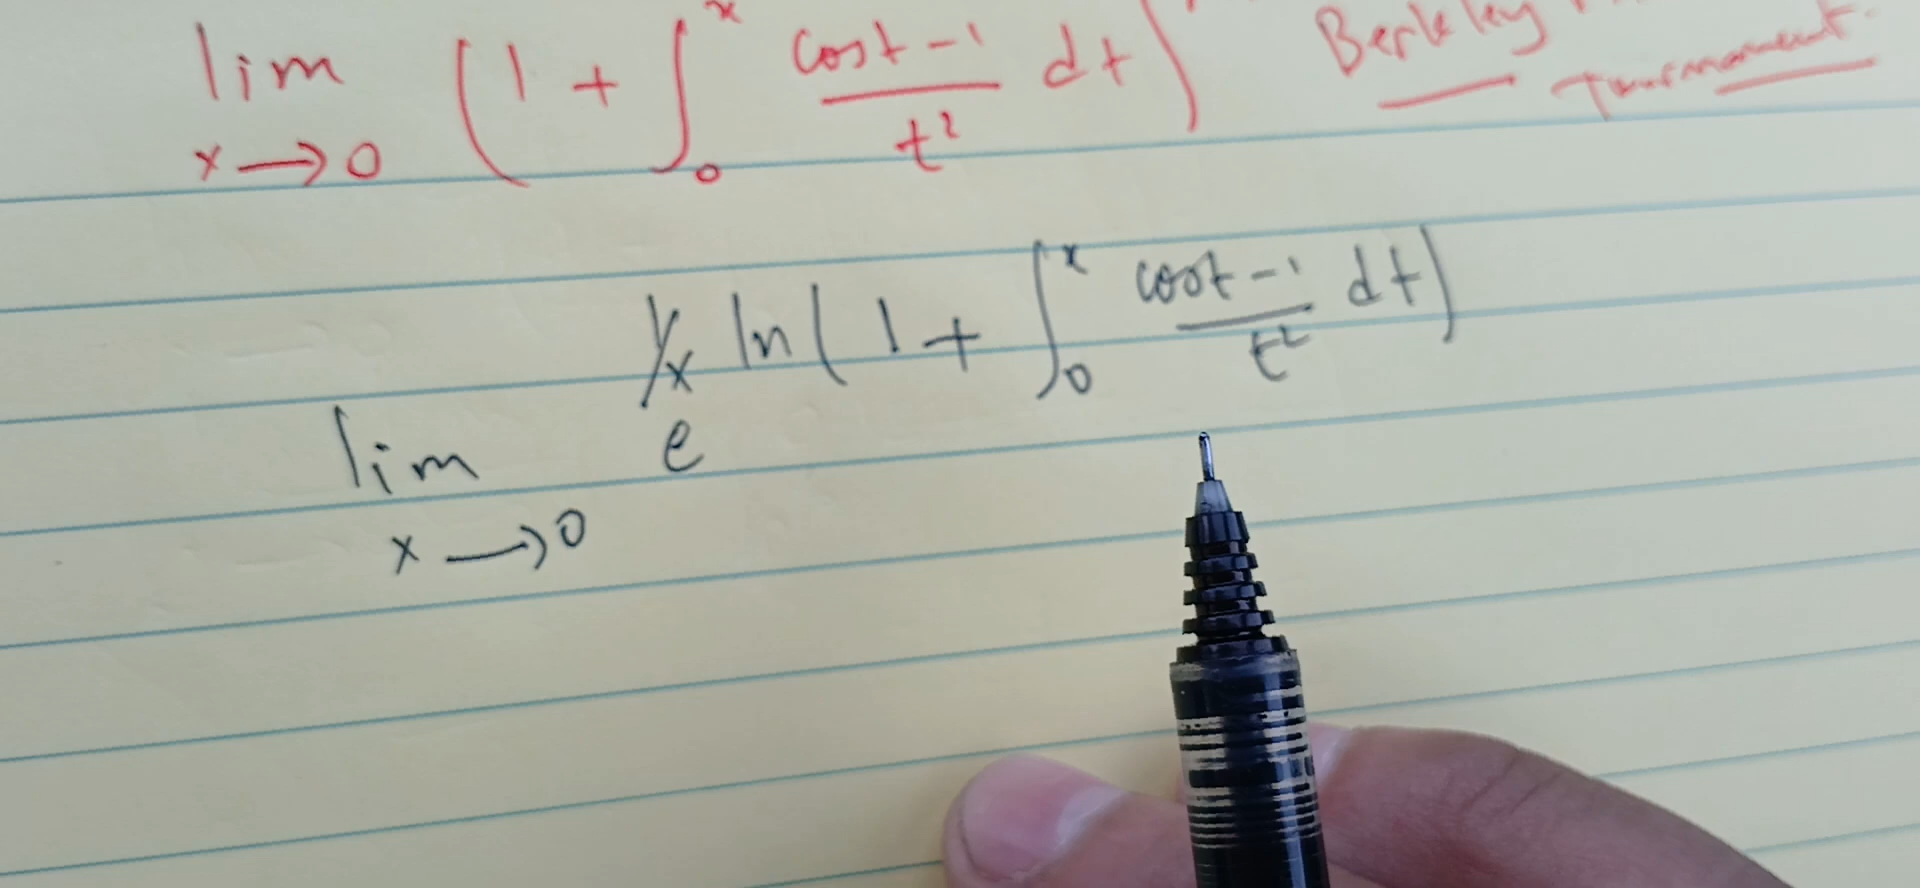 lim x→0 (1 + ∫₀ˣ (cos t − 1)/t² dt) Berkeley
Tournament.
lim x→0 e^(1/x ln(1 + ∫₀ˣ (cos t − 1)/t² dt))